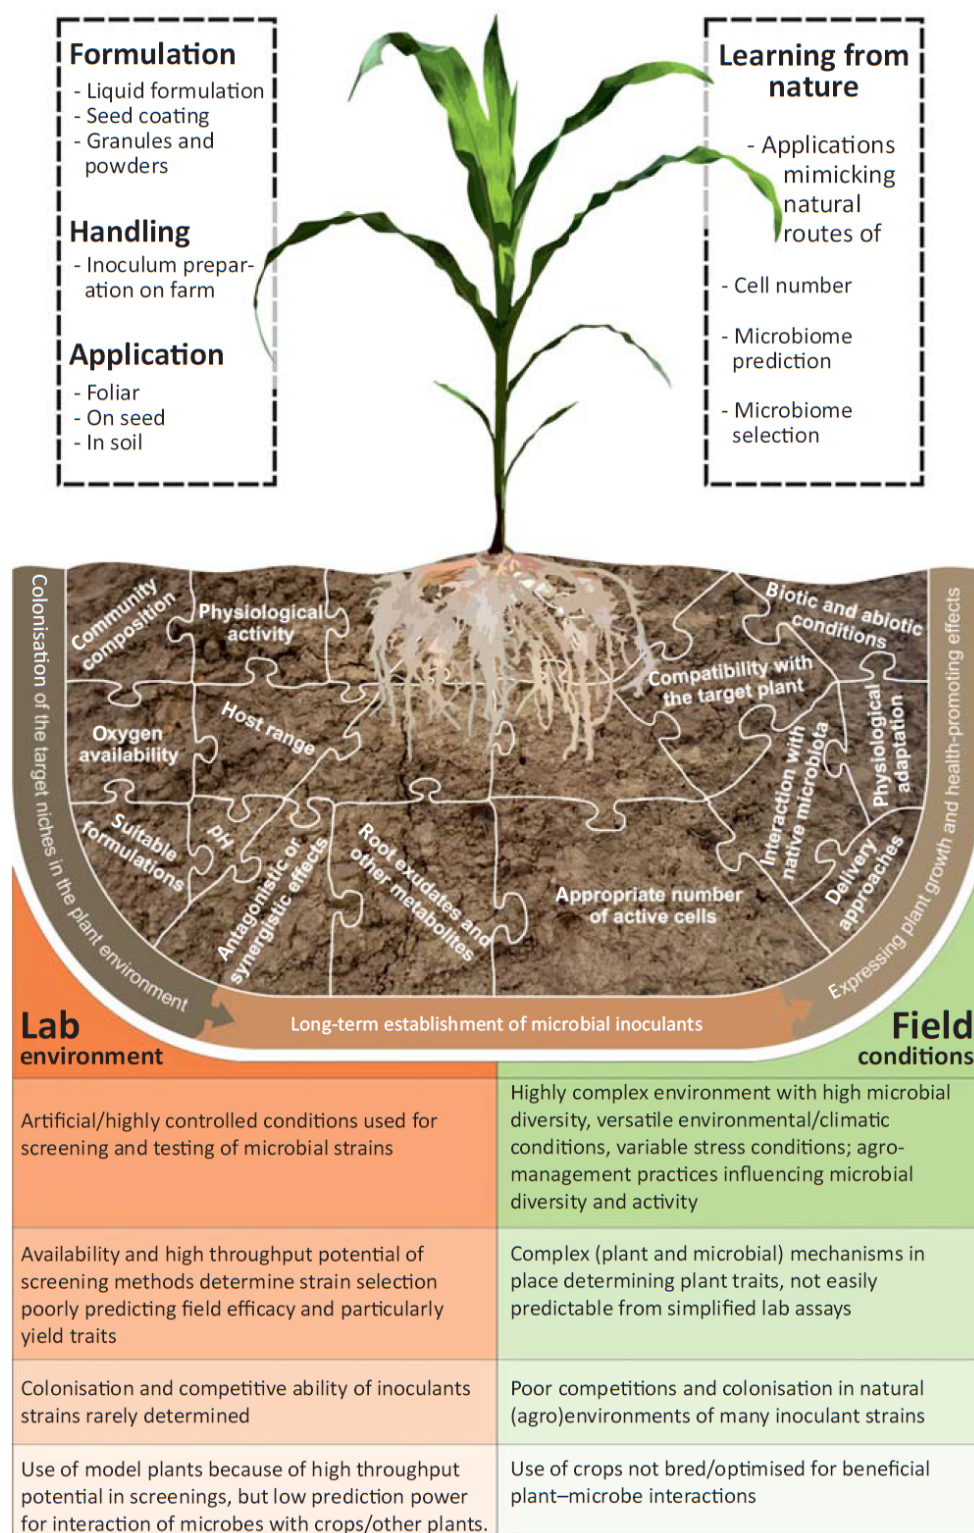 Formulation
- Liquid formulation
- Seed coating
- Granules and
powders
Handling
- Inoculum prepar-
ation on farm
Application
- Foliar
- On seed
- In soil
Learning from
nature
- Applications
mimicking
natural
routes of
- Cell number
- Microbiome
prediction
- Microbiome
selection
Colonisation of the target niches in the plant environment
Community
composition
Physiological
activity
Oxygen
availability
Host range
Suitable
formulations
pH
Antagonistic or
synergistic effects
Root exudates and
other metabolites
Appropriate number
of active cells
Compatibility with
the target plant
Biotic and abiotic
conditions
Interaction with
native microbiota
Physiological
adaptation
Delivery
approaches
Expressing plant growth and health-promoting effects
Long-term establishment of microbial inoculants
Lab
environment
Field
conditions
Artificial/highly controlled conditions used for
screening and testing of microbial strains
Highly complex environment with high microbial
diversity, versatile environmental/climatic
conditions, variable stress conditions; agro-
management practices influencing microbial
diversity and activity
Availability and high throughput potential of
screening methods determine strain selection
poorly predicting field efficacy and particularly
yield traits
Complex (plant and microbial) mechanisms in
place determining plant traits, not easily
predictable from simplified lab assays
Colonisation and competitive ability of inoculants
strains rarely determined
Poor competitions and colonisation in natural
(agro)environments of many inoculant strains
Use of model plants because of high throughput
potential in screenings, but low prediction power
for interaction of microbes with crops/other plants.
Use of crops not bred/optimised for beneficial
plant–microbe interactions